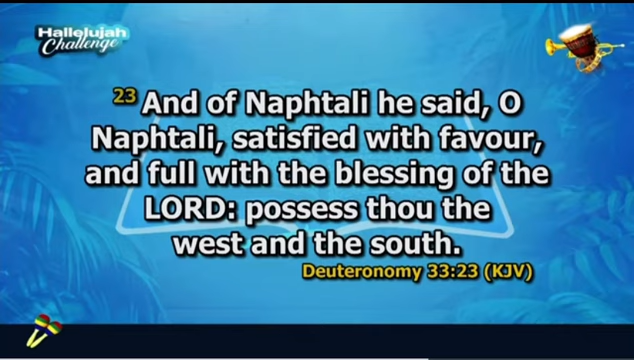 Hallelujah
Challenge
23 And of Naphtali he said, O
Naphtali, satisfied with favour,
and full with the blessing of the
LORD: possess thou the
west and the south.
Deuteronomy 33:23 (KJV)